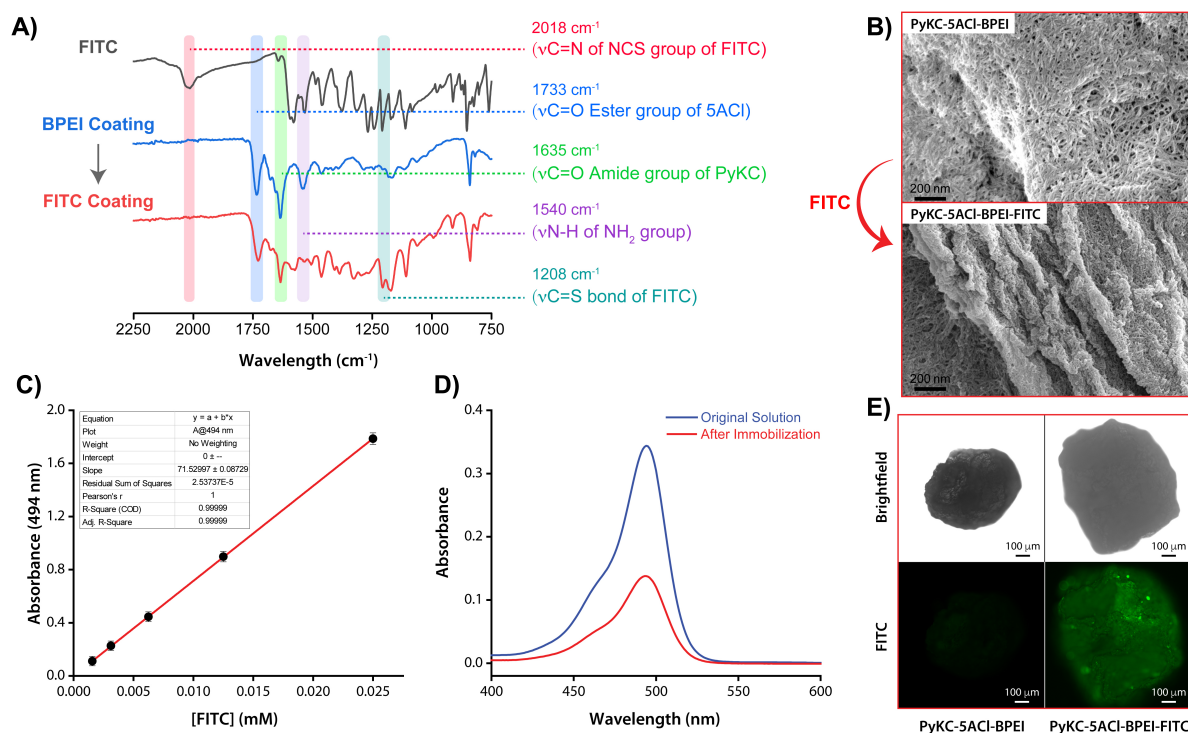 A)
FITC
BPEI Coating
FITC Coating
2018 cm⁻¹
(νC=N of NCS group of FITC)
1733 cm⁻¹
(νC=O Ester group of 5ACl)
1635 cm⁻¹
(νC=O Amide group of PyKC)
1540 cm⁻¹
(νN-H of NH₂ group)
1208 cm⁻¹
(νC=S bond of FITC)
2250 2000 1750 1500 1250 1000 750
Wavelength (cm⁻¹)
B)
PyKC-5ACl-BPEI
200 nm
FITC
PyKC-5ACl-BPEI-FITC
200 nm
C)
Equation y = a + b*x
Plot A@494 nm
Weight No Weighting
Intercept 0 ± --
Slope 71.52997 ± 0.08729
Residual Sum of Squares 2.53737E-5
Pearson's r 1
R-Square (COD) 0.99999
Adj. R-Square 0.99999
2.0
1.6
1.2
0.8
0.4
0.0
Absorbance (494 nm)
0.000 0.005 0.010 0.015 0.020 0.025
[FITC] (mM)
D)
Original Solution
After Immobilization
0.4
0.3
0.2
0.1
0.0
Absorbance
400 450 500 550 600
Wavelength (nm)
E)
Brightfield
100 µm
100 µm
FITC
100 µm
100 µm
PyKC-5ACl-BPEI
PyKC-5ACl-BPEI-FITC